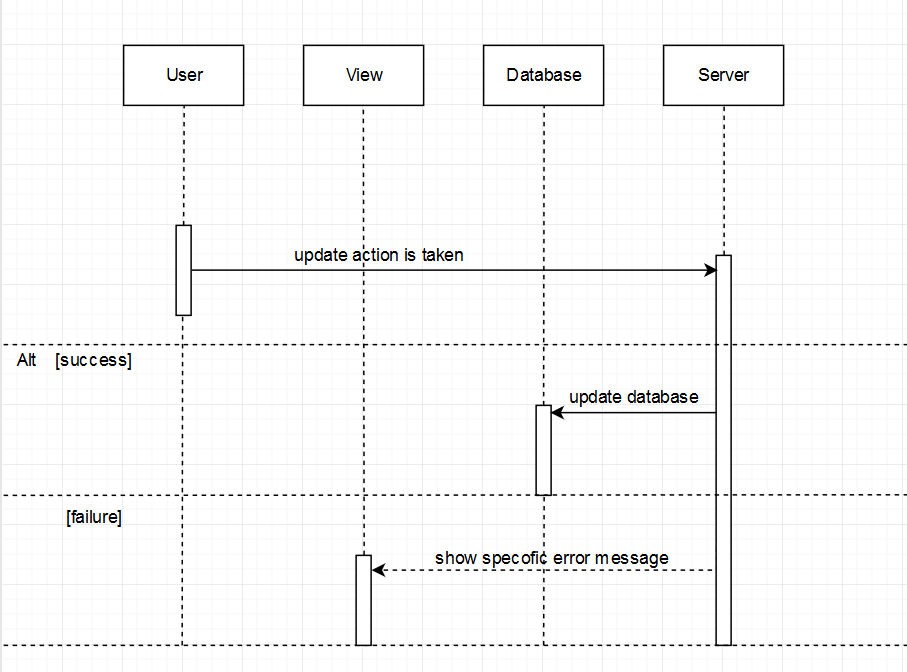 User
View
Database
Server
update action is taken
Alt [success]
update database
[failure]
show specofic error message